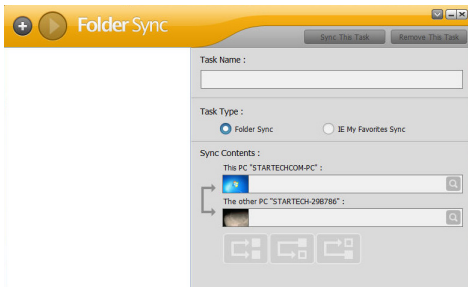 Folder Sync
Sync This Task
Remove This Task
Task Name :
Task Type :
Folder Sync
IE My Favorites Sync
Sync Contents :
This PC "STARTECHCOM-PC" :
The other PC "STARTECH-29B786" :